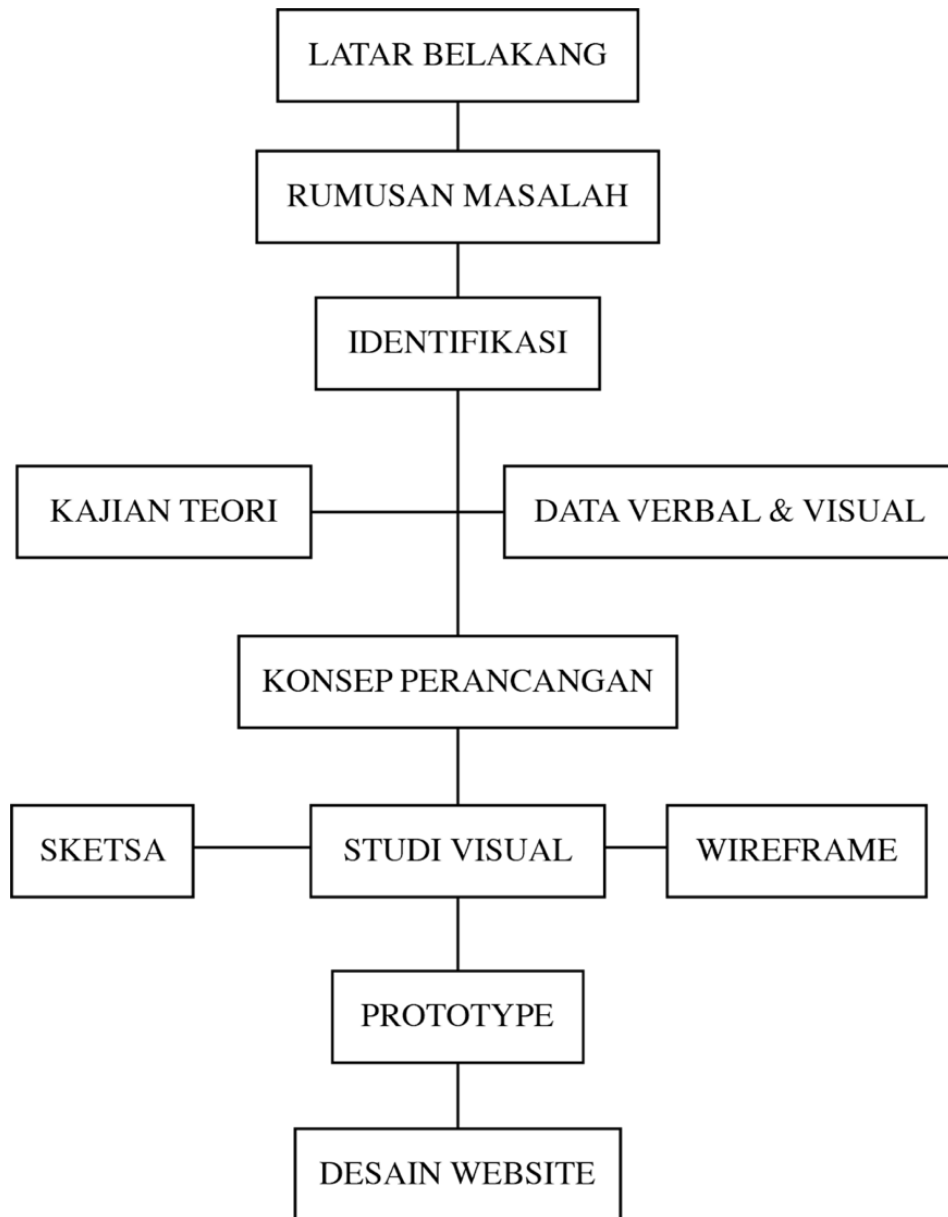 LATAR BELAKANG
RUMUSAN MASALAH
IDENTIFIKASI
KAJIAN TEORI
DATA VERBAL & VISUAL
KONSEP PERANCANGAN
SKETSA
STUDI VISUAL
WIREFRAME
PROTOTYPE
DESAIN WEBSITE